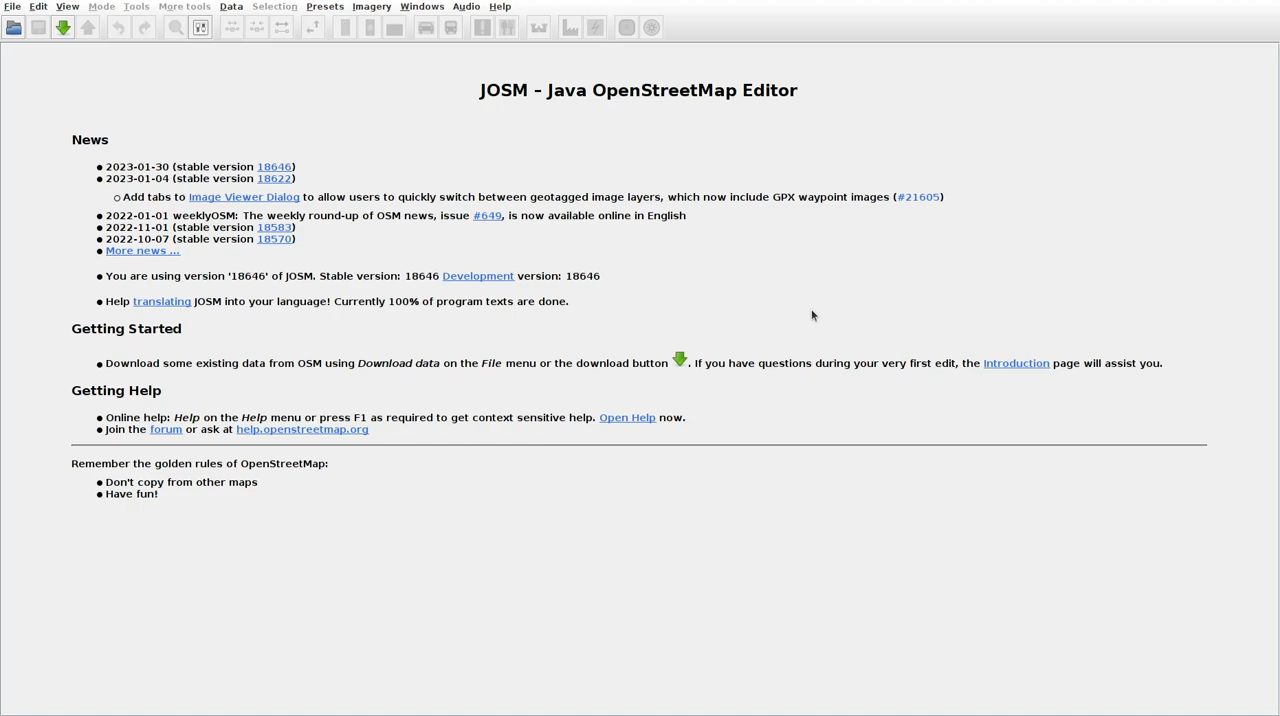 File Edit View Mode Tools More tools Data Selection Presets Imagery Windows Audio Help
JOSM – Java OpenStreetMap Editor
News
2023-01-30 (stable version 18646)
2023-01-04 (stable version 18622)
Add tabs to Image Viewer Dialog to allow users to quickly switch between geotagged image layers, which now include GPX waypoint images (#21605)
2022-01-01 weeklyOSM: The weekly round-up of OSM news, issue #649, is now available online in English
2022-11-01 (stable version 18583)
2022-10-07 (stable version 18570)
More news ...
You are using version '18646' of JOSM. Stable version: 18646 Development version: 18646
Help translating JOSM into your language! Currently 100% of program texts are done.
Getting Started
Download some existing data from OSM using Download data on the File menu or the download button . If you have questions during your very first edit, the Introduction page will assist you.
Getting Help
Online help: Help on the Help menu or press F1 as required to get context sensitive help. Open Help now.
Join the forum or ask at help.openstreetmap.org
Remember the golden rules of OpenStreetMap:
Don't copy from other maps
Have fun!